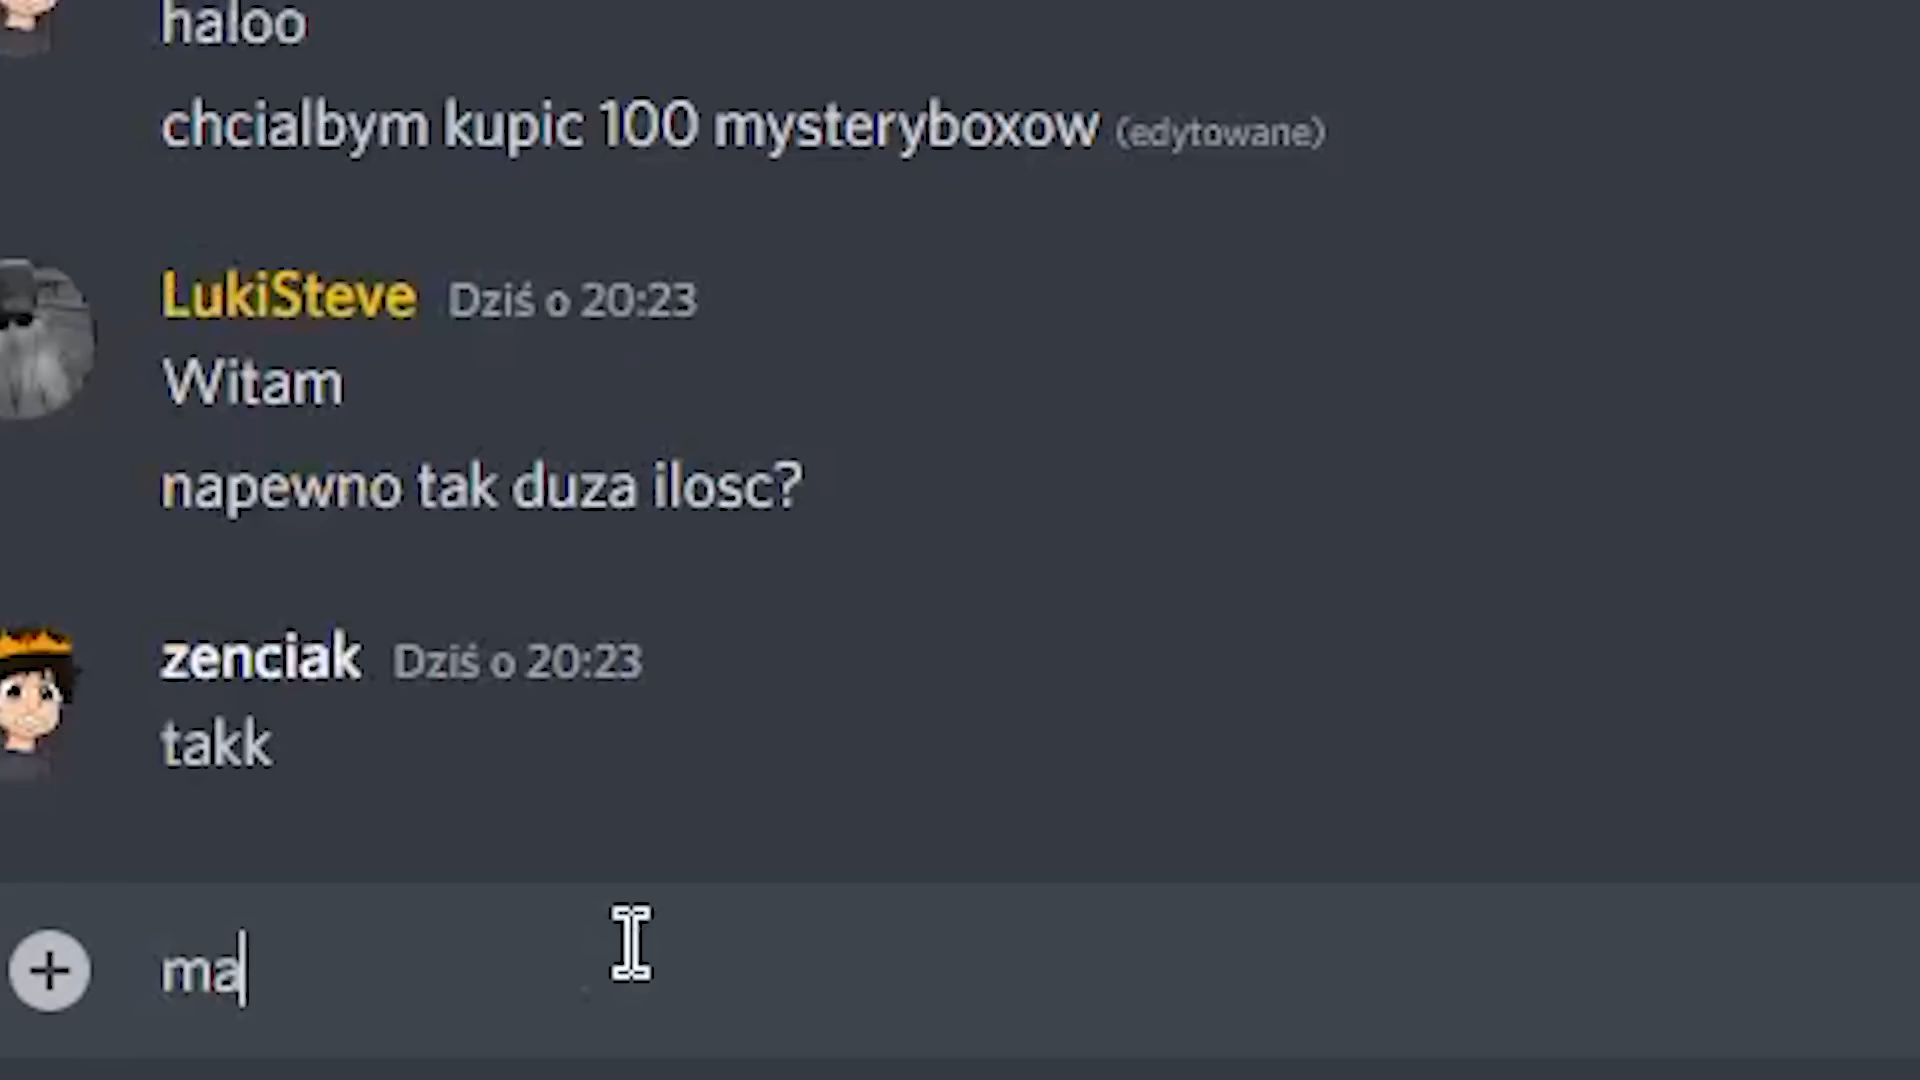 haloo
chcialbym kupic 100 mysteryboxow (edytowane)
LukiSteve Dziś o 20:23
Witam
napewno tak duza ilosc?
zenciak Dziś o 20:23
takk
ma